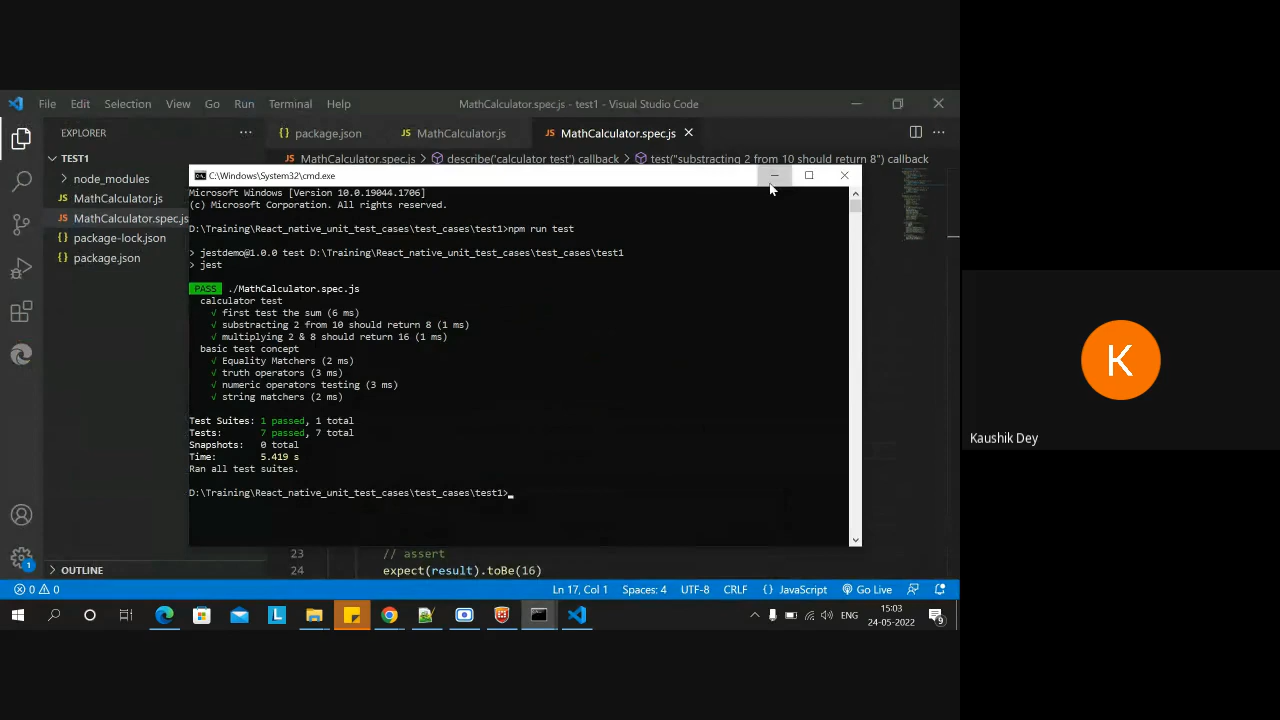 File Edit Selection View Go Run Terminal Help MathCalculator.spec.js - test1 - Visual Studio Code
EXPLORER
{} package.json JS MathCalculator.js JS MathCalculator.spec.js
TEST1
JS MathCalculator.spec.js > describe('calculator test') callback > test("substracting 2 from 10 should return 8") callback
node_modules
JS MathCalculator.js
JS MathCalculator.spec.js
{} package-lock.json
{} package.json
C:\Windows\System32\cmd.exe
Microsoft Windows [Version 10.0.19044.1706]
(c) Microsoft Corporation. All rights reserved.
D:\Training\React_native_unit_test_cases\test_cases\test1>npm run test
> jestdemo@1.0.0 test D:\Training\React_native_unit_test_cases\test_cases\test1
> jest
PASS ./MathCalculator.spec.js
calculator test
√ first test the sum (6 ms)
√ substracting 2 from 10 should return 8 (1 ms)
√ multiplying 2 & 8 should return 16 (1 ms)
basic test concept
√ Equality Matchers (2 ms)
√ truth operators (3 ms)
√ numeric operators testing (3 ms)
√ string matchers (2 ms)
Test Suites: 1 passed, 1 total
Tests: 7 passed, 7 total
Snapshots: 0 total
Time: 5.419 s
Ran all test suites.
D:\Training\React_native_unit_test_cases\test_cases\test1>
23 // assert
24 expect(result).toBe(16)
OUTLINE
0 0 Ln 17, Col 1 Spaces: 4 UTF-8 CRLF {} JavaScript Go Live
1
L
ENG
15:03
24-05-2022
9
K
Kaushik Dey